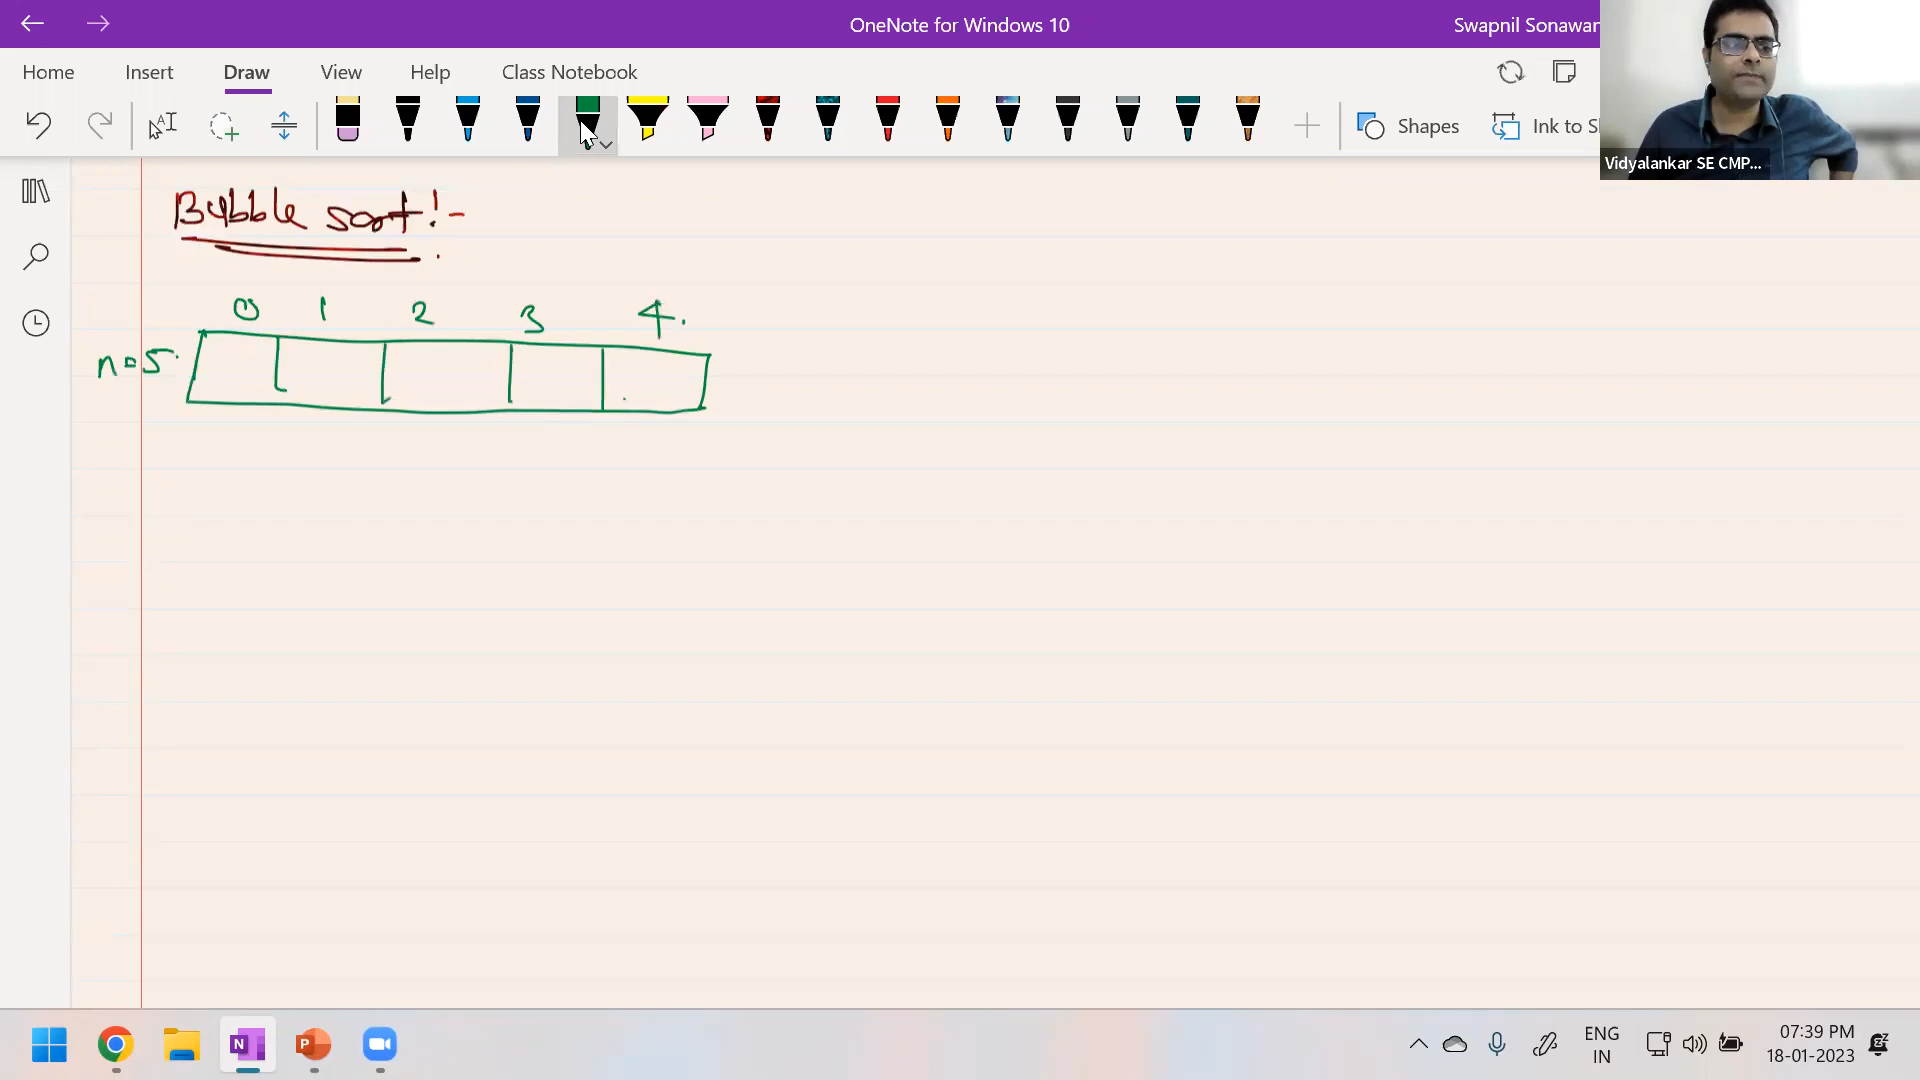 OneNote for Windows 10
Swapnil Sonawan
Home Insert Draw View Help Class Notebook
Shapes Ink to S
Vidyalankar SE CMP...
Bubble sort!-
0 1 2 3 4.
n=5.
ENG
IN
07:39 PM
18-01-2023